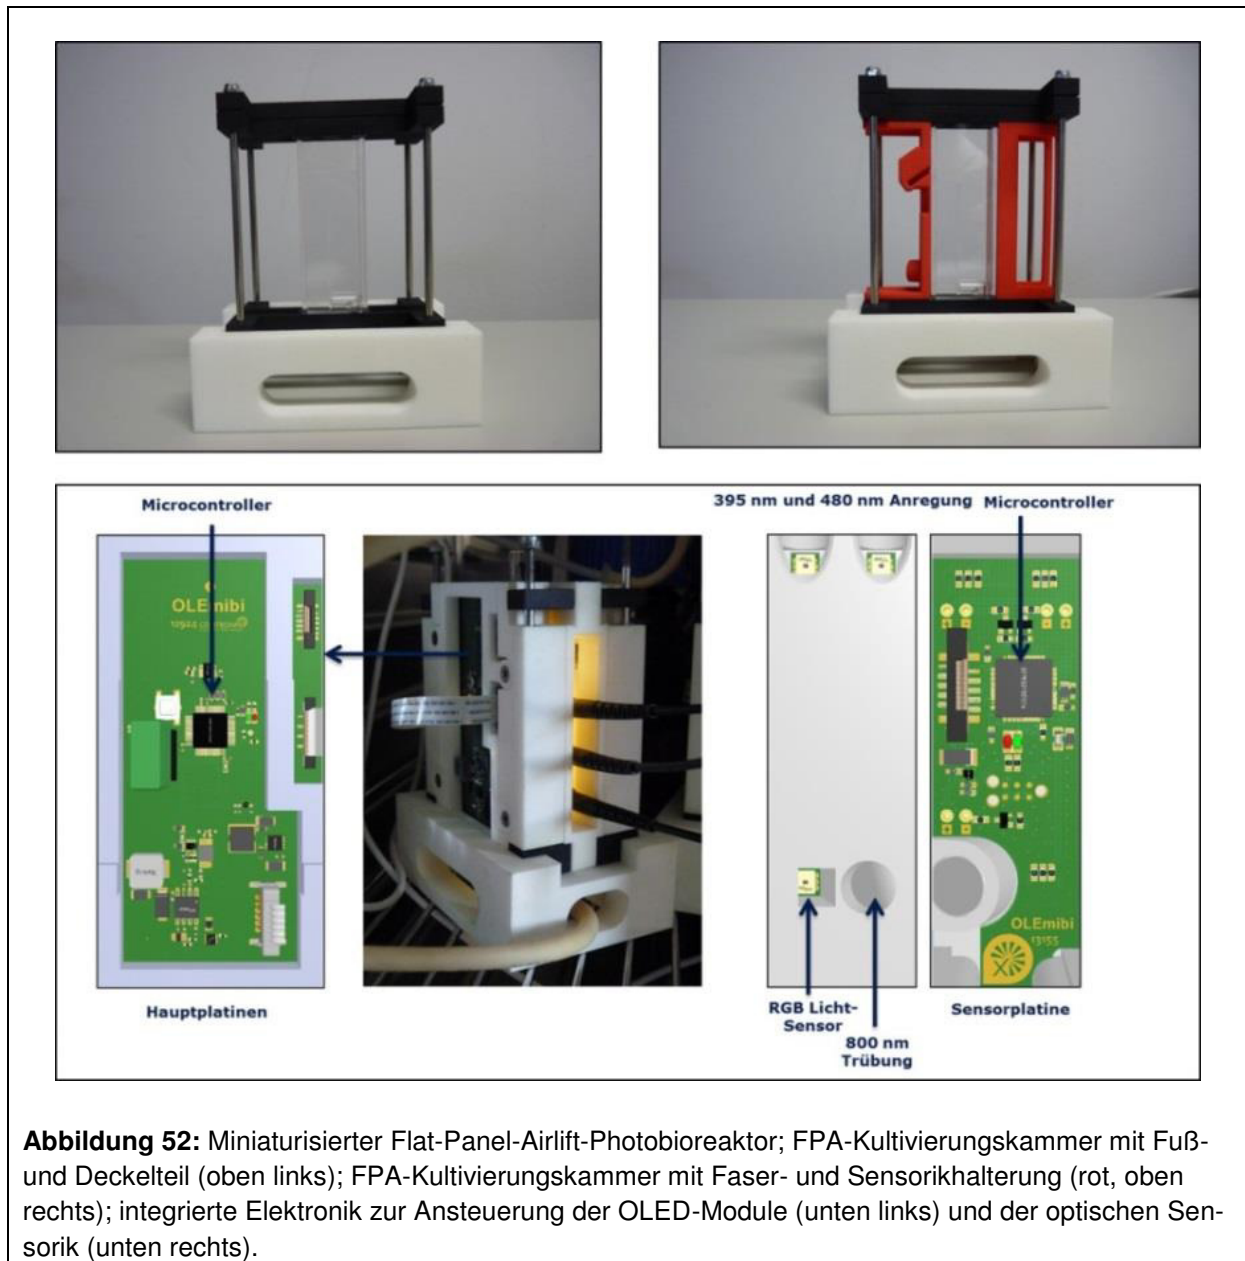 Microcontroller
395 nm und 480 nm Anregung
Microcontroller
OLEmibi
12924
Hauptplatinen
RGB Licht-
Sensor
800 nm
Trübung
OLEmibi
13155
Sensorplatine
Abbildung 52: Miniaturisierter Flat-Panel-Airlift-Photobioreaktor; FPA-Kultivierungskammer mit Fuß-
und Deckelteil (oben links); FPA-Kultivierungskammer mit Faser- und Sensorikhalterung (rot, oben
rechts); integrierte Elektronik zur Ansteuerung der OLED-Module (unten links) und der optischen Sen-
sorik (unten rechts).